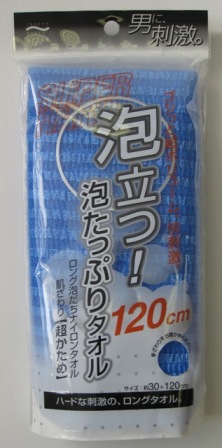 男に、刺激。
SUPER
泡立つ!
泡たっぷりタオル
120cm
ロング泡だちナイロンタオル
肌ざわり【超かため】
サイズ:約30×120cm
ハードな刺激の、ロングタオル。